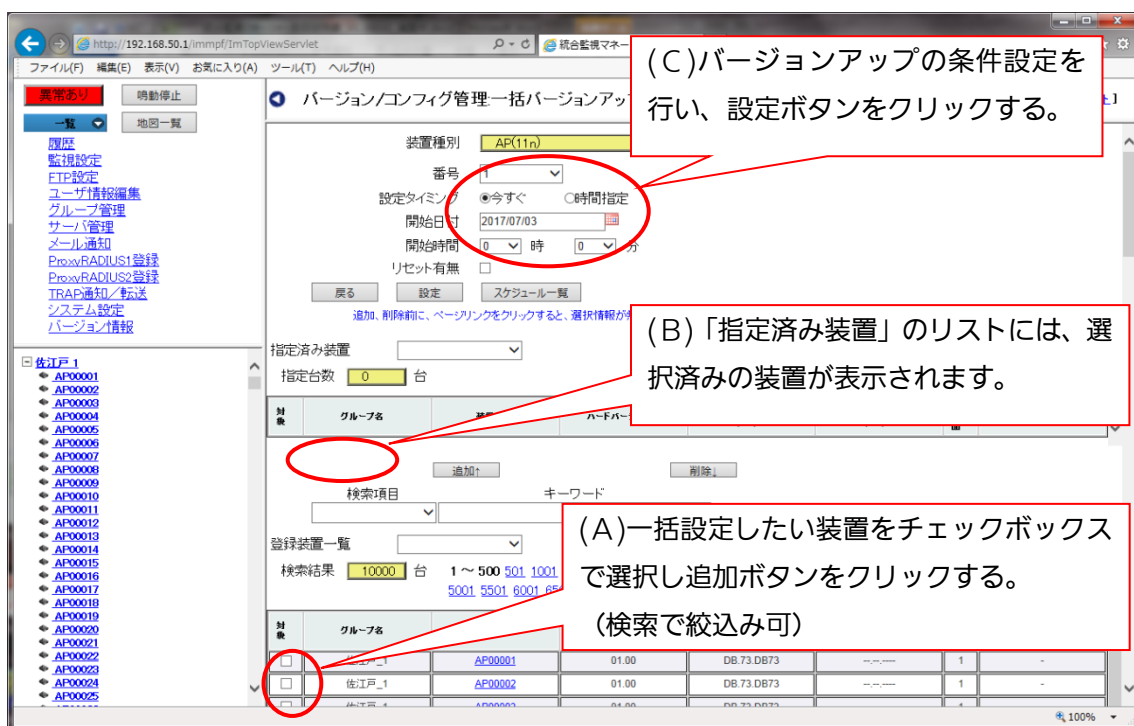 http://192.168.50.1/immpf/ImTopViewServlet
統合監視マネー
ファイル(F) 編集(E) 表示(V) お気に入り(A) ツール(T) ヘルプ(H)
異常あり 鳴動停止
一覧 地図一覧
履歴
監視設定
FTP設定
ユーザ情報編集
グループ管理
サーバ管理
メール通知
ProxyRADIUS1登録
ProxyRADIUS2登録
TRAP通知/転送
システム設定
バージョン情報
佐江戸 1
AP00001
AP00002
AP00003
AP00004
AP00005
AP00006
AP00007
AP00008
AP00009
AP00010
AP00011
AP00012
AP00013
AP00014
AP00015
AP00016
AP00017
AP00018
AP00019
AP00020
AP00021
AP00022
AP00023
AP00024
AP00025
バージョン/コンフィグ管理:一括バージョンアップ
装置種別 AP(11n)
番号 1
設定タイミング 今すぐ 時間指定
開始日付 2017/07/03
開始時間 0 時 0 分
リセット有無
戻る 設定 スケジュール一覧
追加、削除前に、ページリンクをクリックすると、選択情報が
指定済み装置
指定台数 0 台
対象 グループ名
追加↑ 削除↓
検索項目 キーワード
登録装置一覧
検索結果 10000 台 1 ~ 500 501 1001
5001 5501 6001
対象 グループ名
佐江戸_1 AP00001 01.00 DB.73.DB73 --.--.---- 1 -
佐江戸_1 AP00002 01.00 DB.73.DB73 --.--.---- 1 -
(C)バージョンアップの条件設定を
行い、設定ボタンをクリックする。
(B)「指定済み装置」のリストには、選
択済みの装置が表示されます。
(A)一括設定したい装置をチェックボックス
で選択し追加ボタンをクリックする。
(検索で絞込み可)
100%